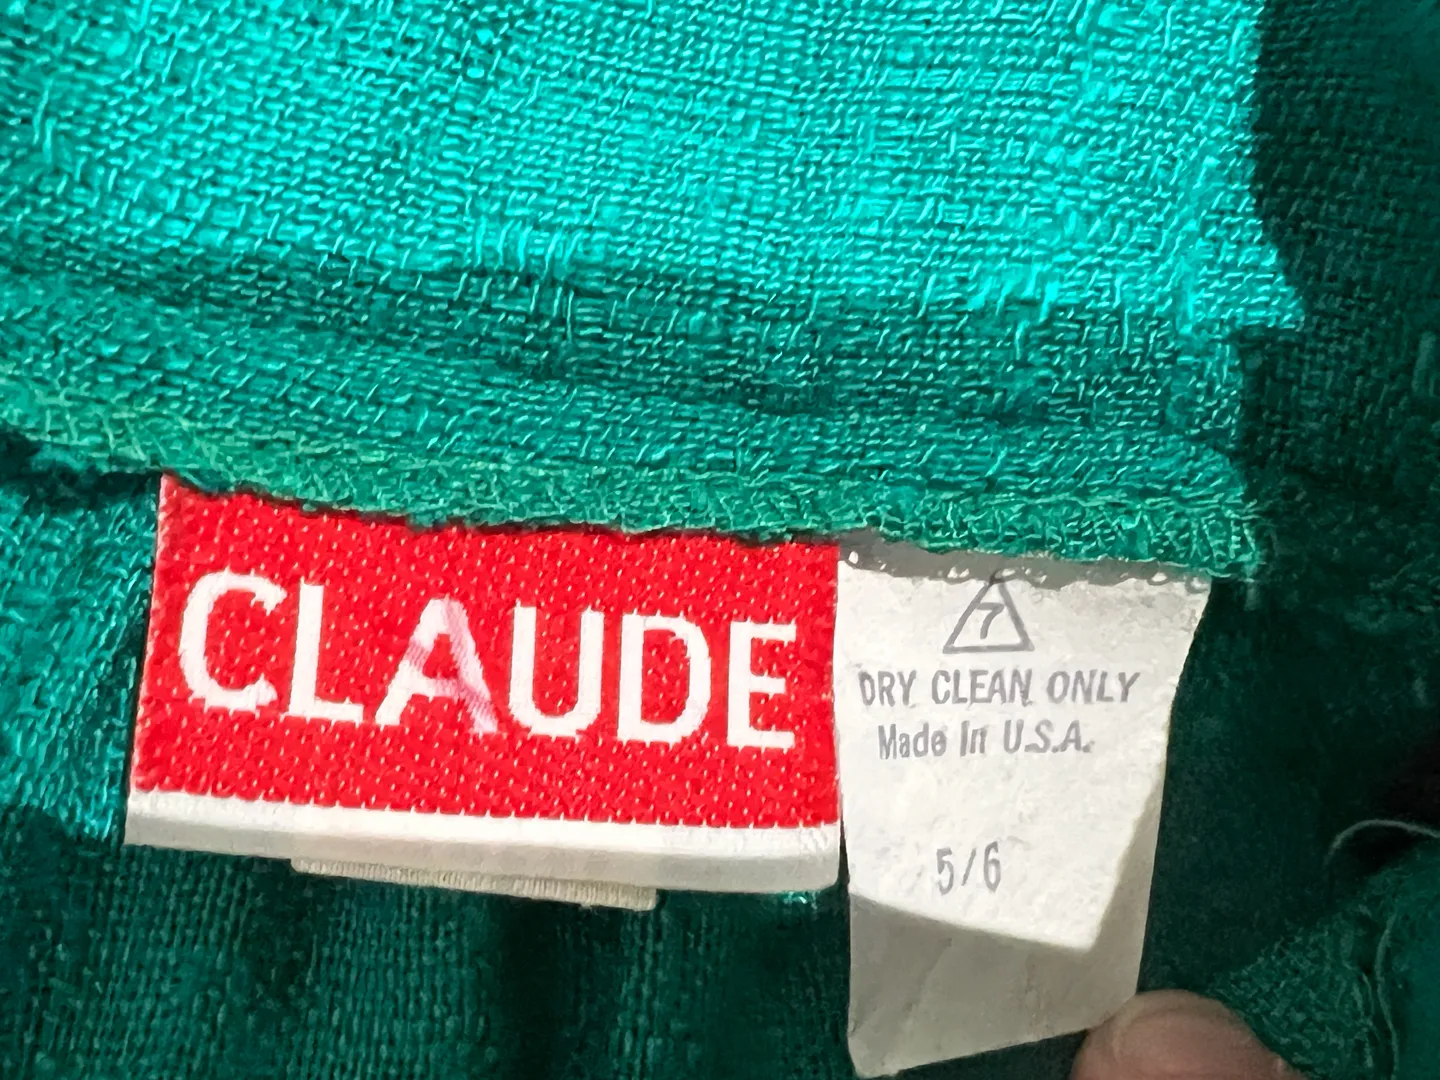 CLAUDE
7
DRY CLEAN ONLY
Made In U.S.A.
5/6